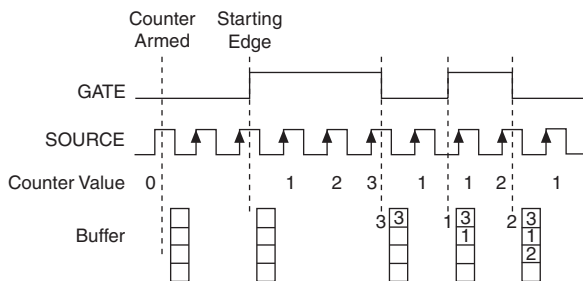 Counter Armed
Starting Edge
GATE
SOURCE
Counter Value 0 1 2 3 1 1 2 1
Buffer
3 3
1 3
1
2 3
1
2